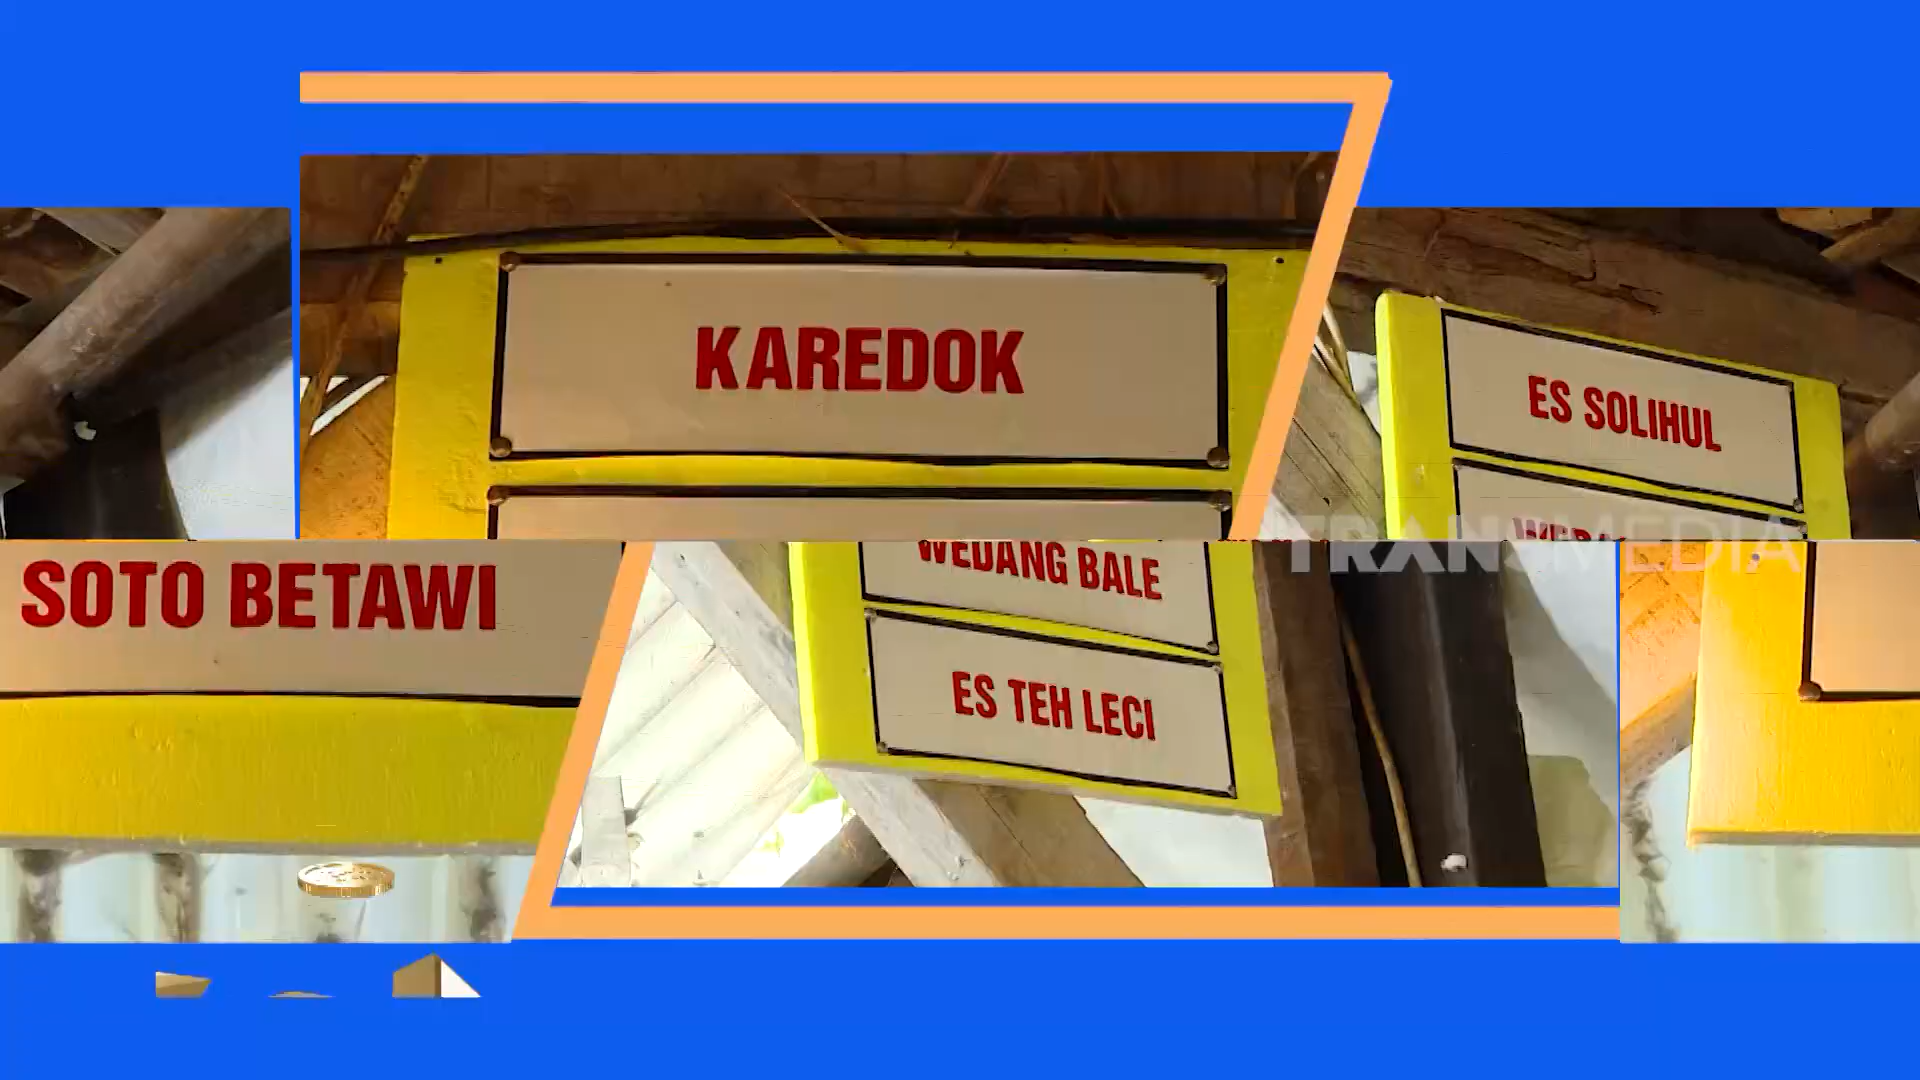 KAREDOK
ES SOLIHUL
TRANSMEDIA
SOTO BETAWI
WEDANG BALE
ES TEH LECI